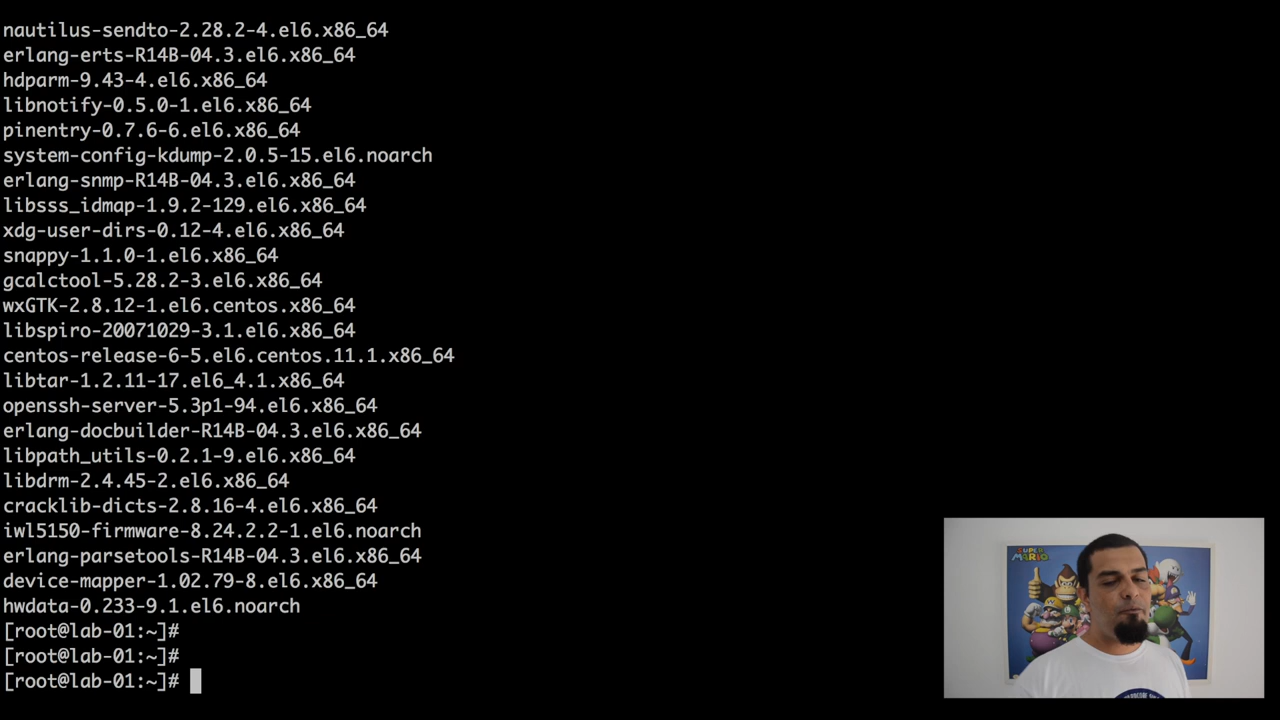 nautilus-sendto-2.28.2-4.el6.x86_64
erlang-erts-R14B-04.3.el6.x86_64
hdparm-9.43-4.el6.x86_64
libnotify-0.5.0-1.el6.x86_64
pinentry-0.7.6-6.el6.x86_64
system-config-kdump-2.0.5-15.el6.noarch
erlang-snmp-R14B-04.3.el6.x86_64
libsss_idmap-1.9.2-129.el6.x86_64
xdg-user-dirs-0.12-4.el6.x86_64
snappy-1.1.0-1.el6.x86_64
gcalctool-5.28.2-3.el6.x86_64
wxGTK-2.8.12-1.el6.centos.x86_64
libspiro-20071029-3.1.el6.x86_64
centos-release-6-5.el6.centos.11.1.x86_64
libtar-1.2.11-17.el6_4.1.x86_64
openssh-server-5.3p1-94.el6.x86_64
erlang-docbuilder-R14B-04.3.el6.x86_64
libpath_utils-0.2.1-9.el6.x86_64
libdrm-2.4.45-2.el6.x86_64
cracklib-dicts-2.8.16-4.el6.x86_64
iwl5150-firmware-8.24.2.2-1.el6.noarch
erlang-parsetools-R14B-04.3.el6.x86_64
device-mapper-1.02.79-8.el6.x86_64
hwdata-0.233-9.1.el6.noarch
[root@lab-01:~]#
[root@lab-01:~]#
[root@lab-01:~]#
SUPER
MARIO